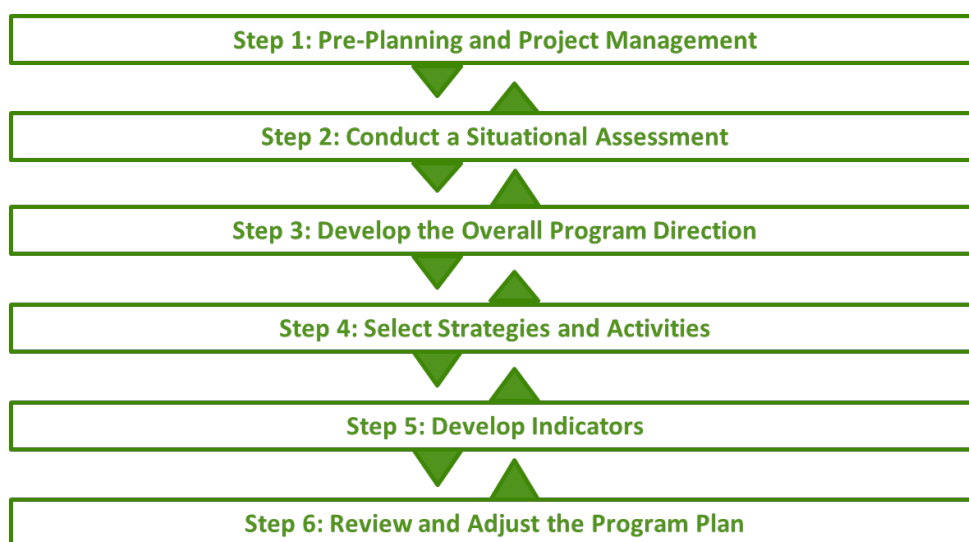 Step 1: Pre-Planning and Project Management
Step 2: Conduct a Situational Assessment
Step 3: Develop the Overall Program Direction
Step 4: Select Strategies and Activities
Step 5: Develop Indicators
Step 6: Review and Adjust the Program Plan